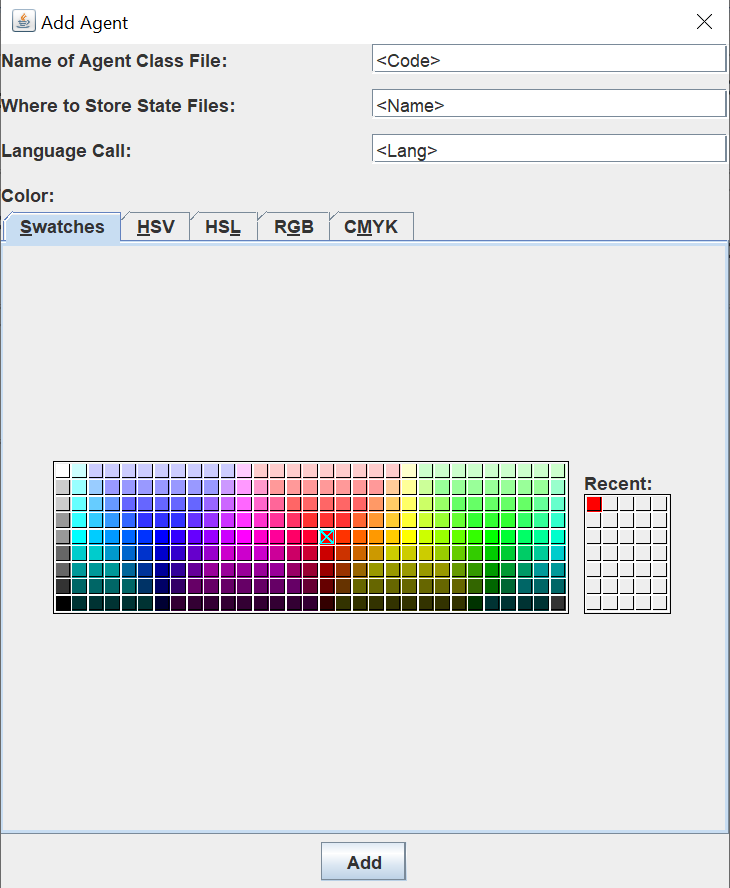 Add Agent
Name of Agent Class File: <Code>
Where to Store State Files: <Name>
Language Call: <Lang>
Color:
Swatches HSV HSL RGB CMYK
Recent:
Add